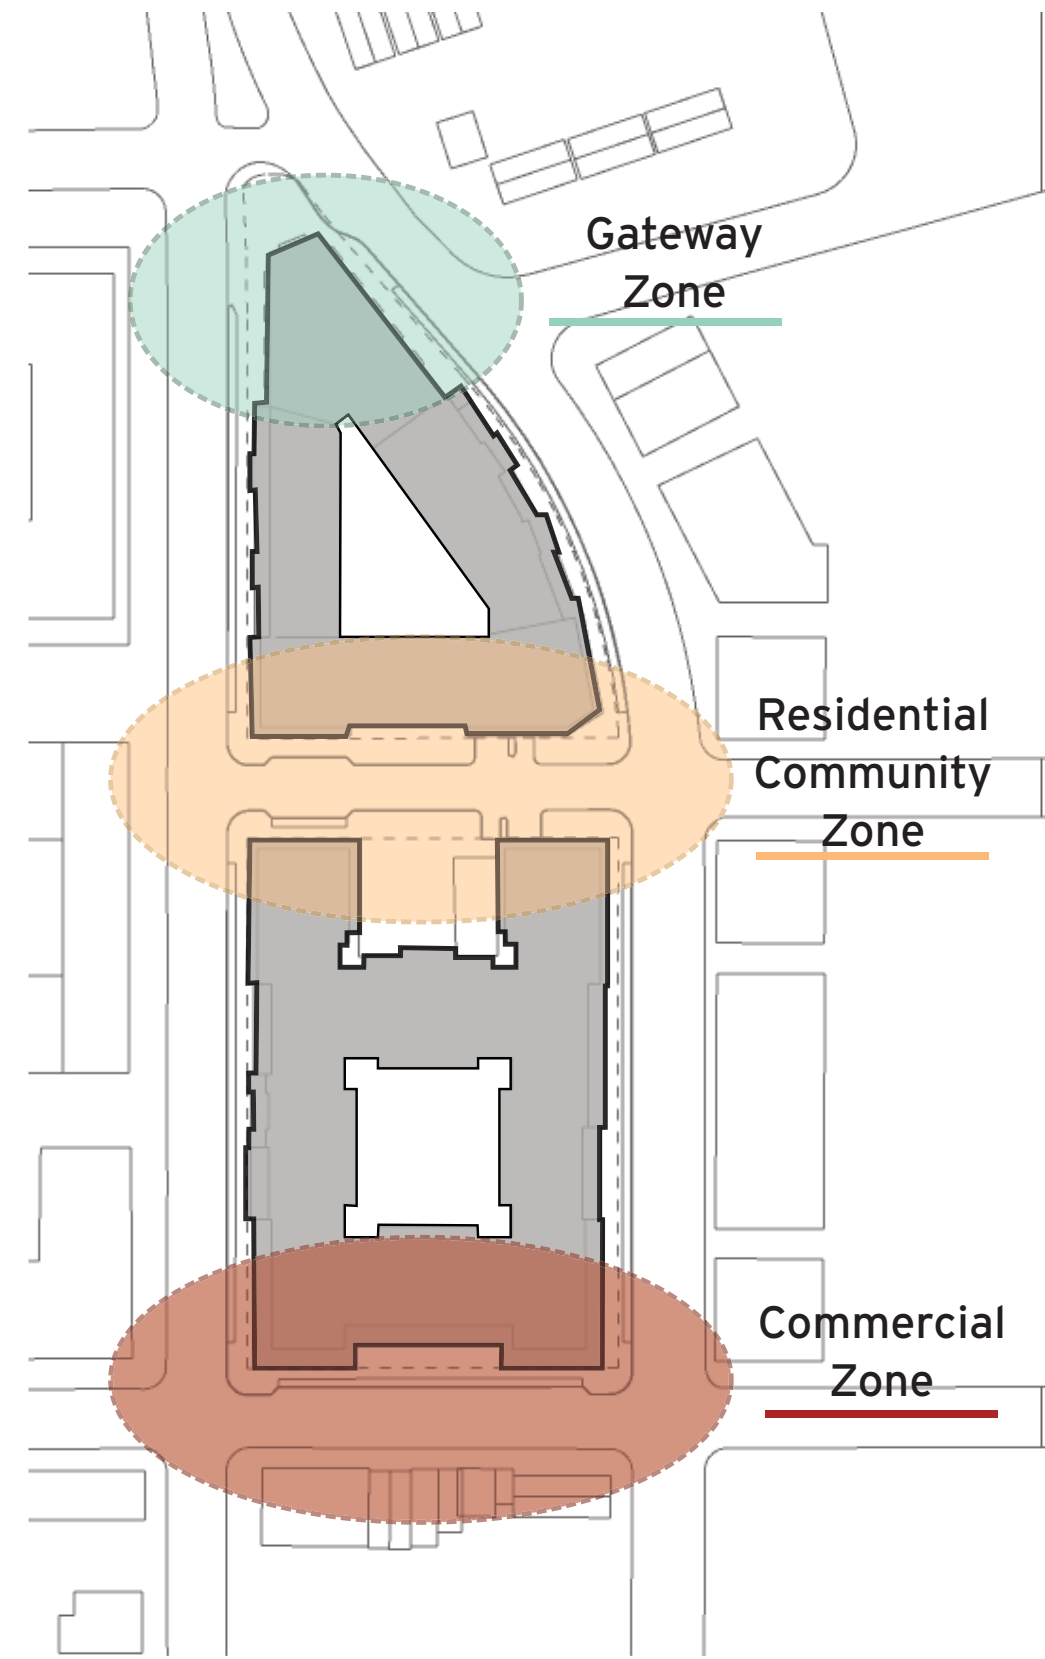 Gateway
Zone
Residential
Community
Zone
Commercial
Zone